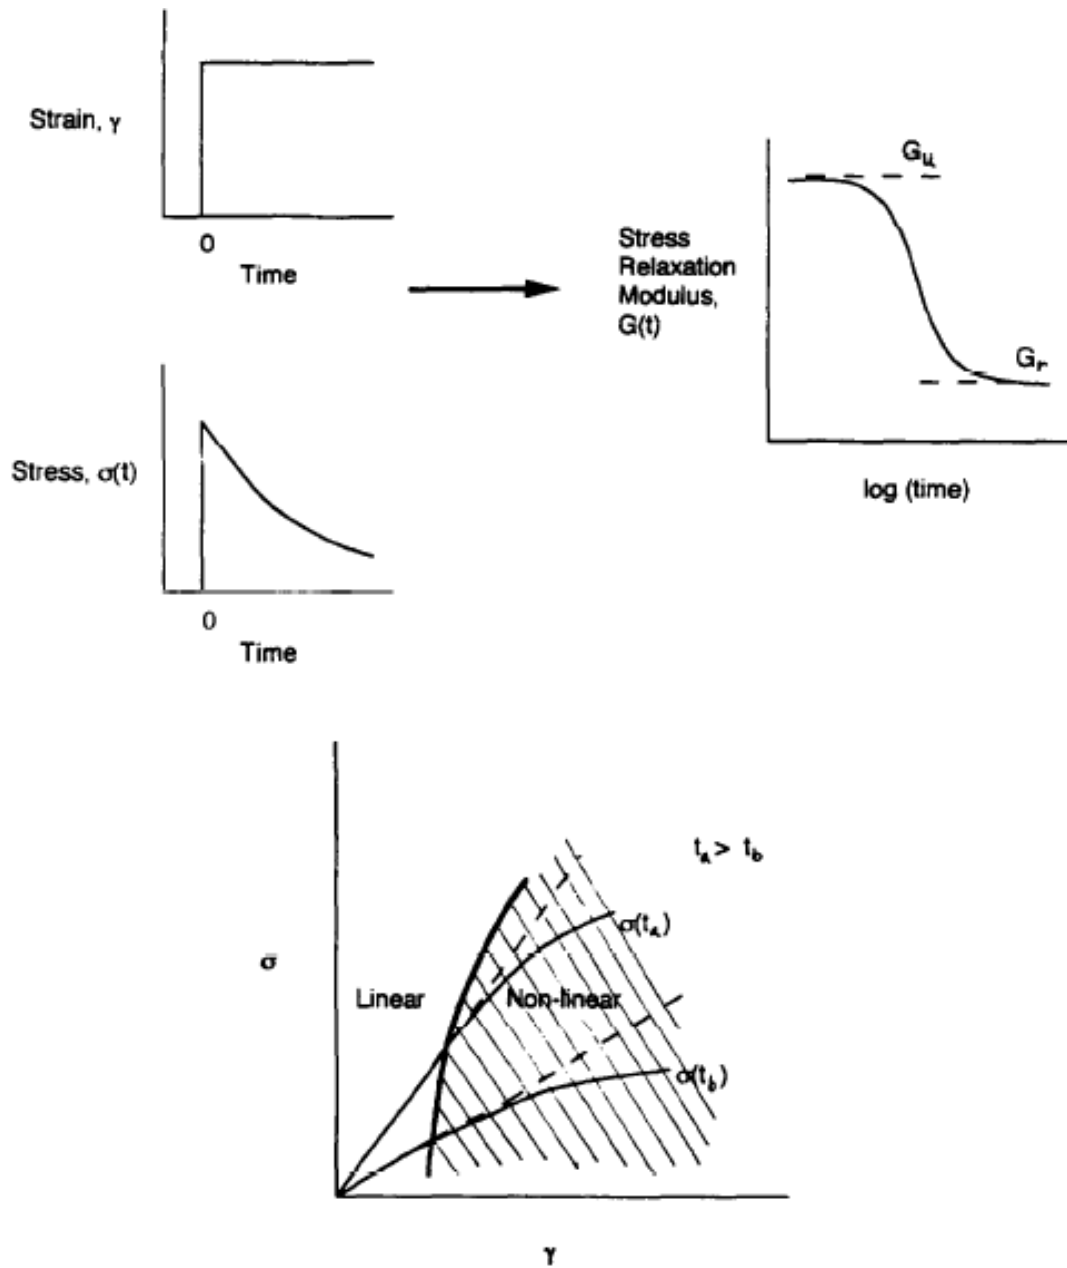 Strain, γ
0
Time
Stress
Relaxation
Modulus,
G(t)
Gᵤ
Gᵣ
log (time)
Stress, σ(t)
0
Time
tₐ > t_b
σ
Linear
Non-linear
σ(tₐ)
σ(t_b)
γ